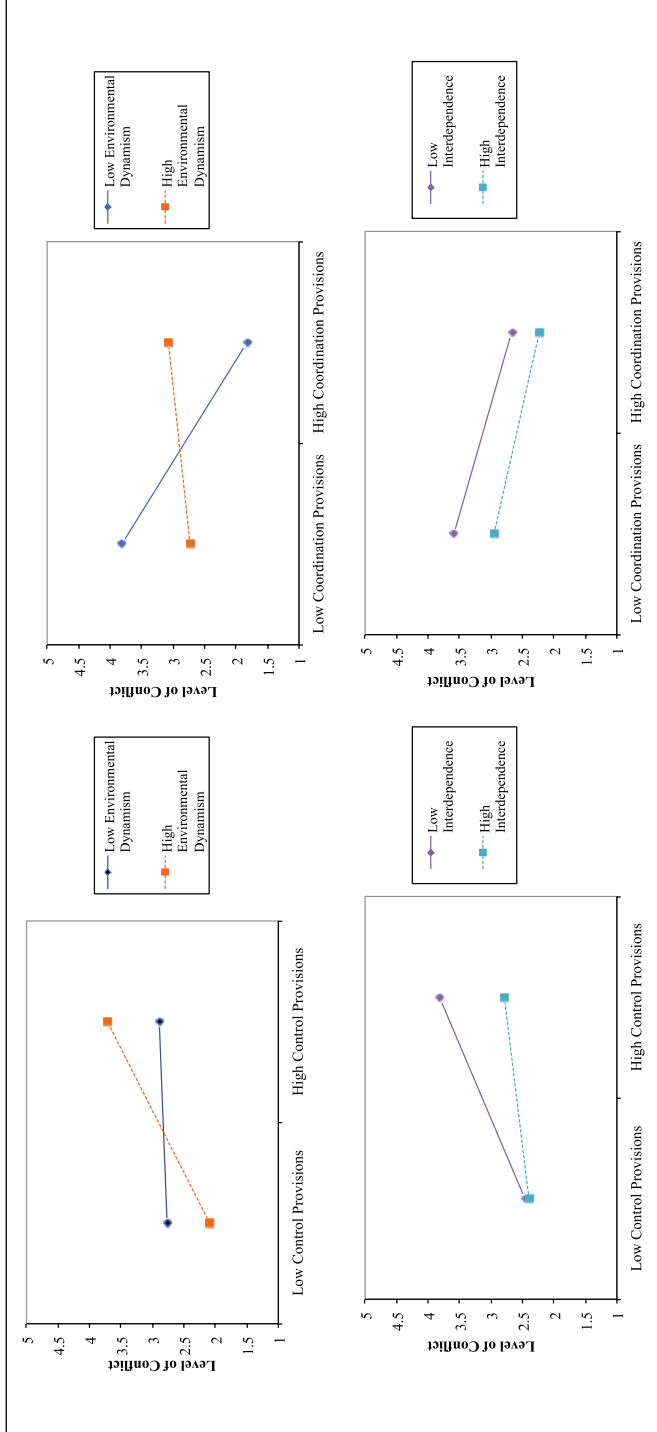 5
4.5
4
3.5
3
2.5
2
1.5
1
Level of Conflict
Low Control Provisions
High Control Provisions
Low Environmental
Dynamism
High
Environmental
Dynamism
5
4.5
4
3.5
3
2.5
2
1.5
1
Level of Conflict
Low Coordination Provisions
High Coordination Provisions
Low Environmental
Dynamism
High
Environmental
Dynamism
5
4.5
4
3.5
3
2.5
2
1.5
1
Level of Conflict
Low Control Provisions
High Control Provisions
Low
Interdependence
High
Interdependence
5
4.5
4
3.5
3
2.5
2
1.5
1
Level of Conflict
Low Coordination Provisions
High Coordination Provisions
Low
Interdependence
High
Interdependence